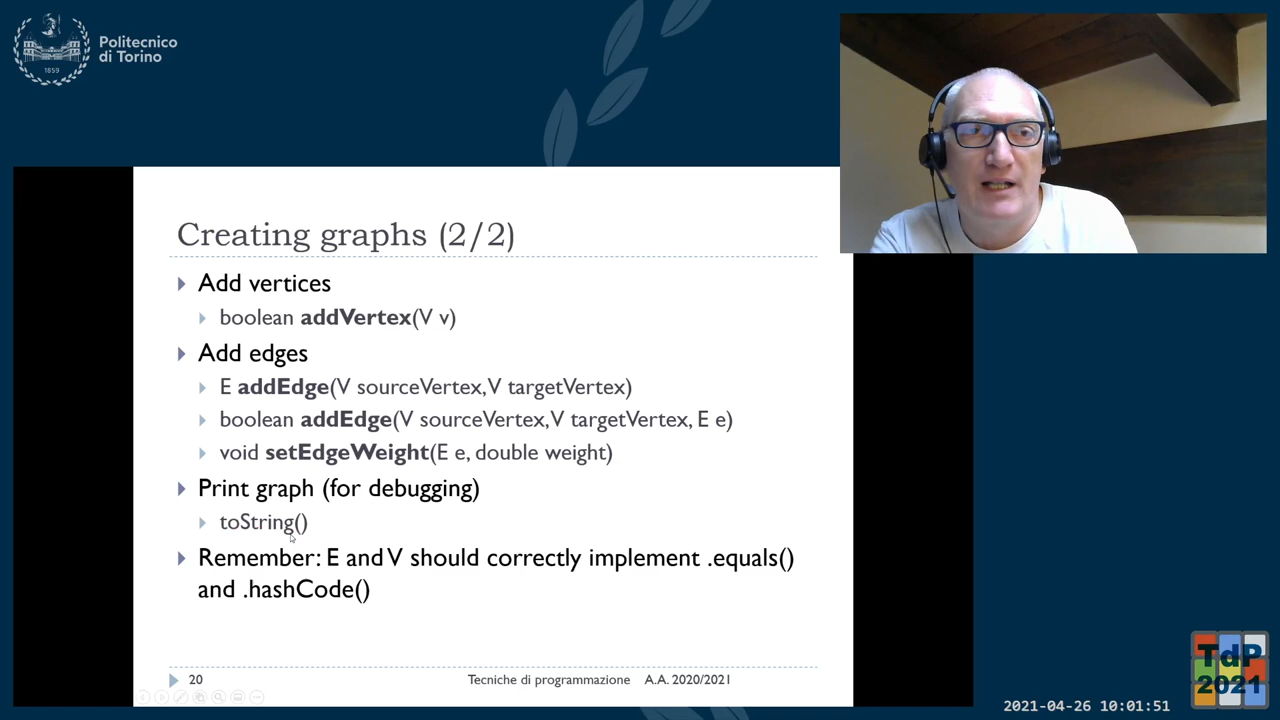 Politecnico
di Torino
1859
Creating graphs (2/2)
Add vertices
boolean addVertex(V v)
Add edges
E addEdge(V sourceVertex, V targetVertex)
boolean addEdge(V sourceVertex, V targetVertex, E e)
void setEdgeWeight(E e, double weight)
Print graph (for debugging)
toString()
Remember: E and V should correctly implement .equals()
and .hashCode()
20
Tecniche di programmazione A.A. 2020/2021
TdP
2021
2021-04-26 10:01:51